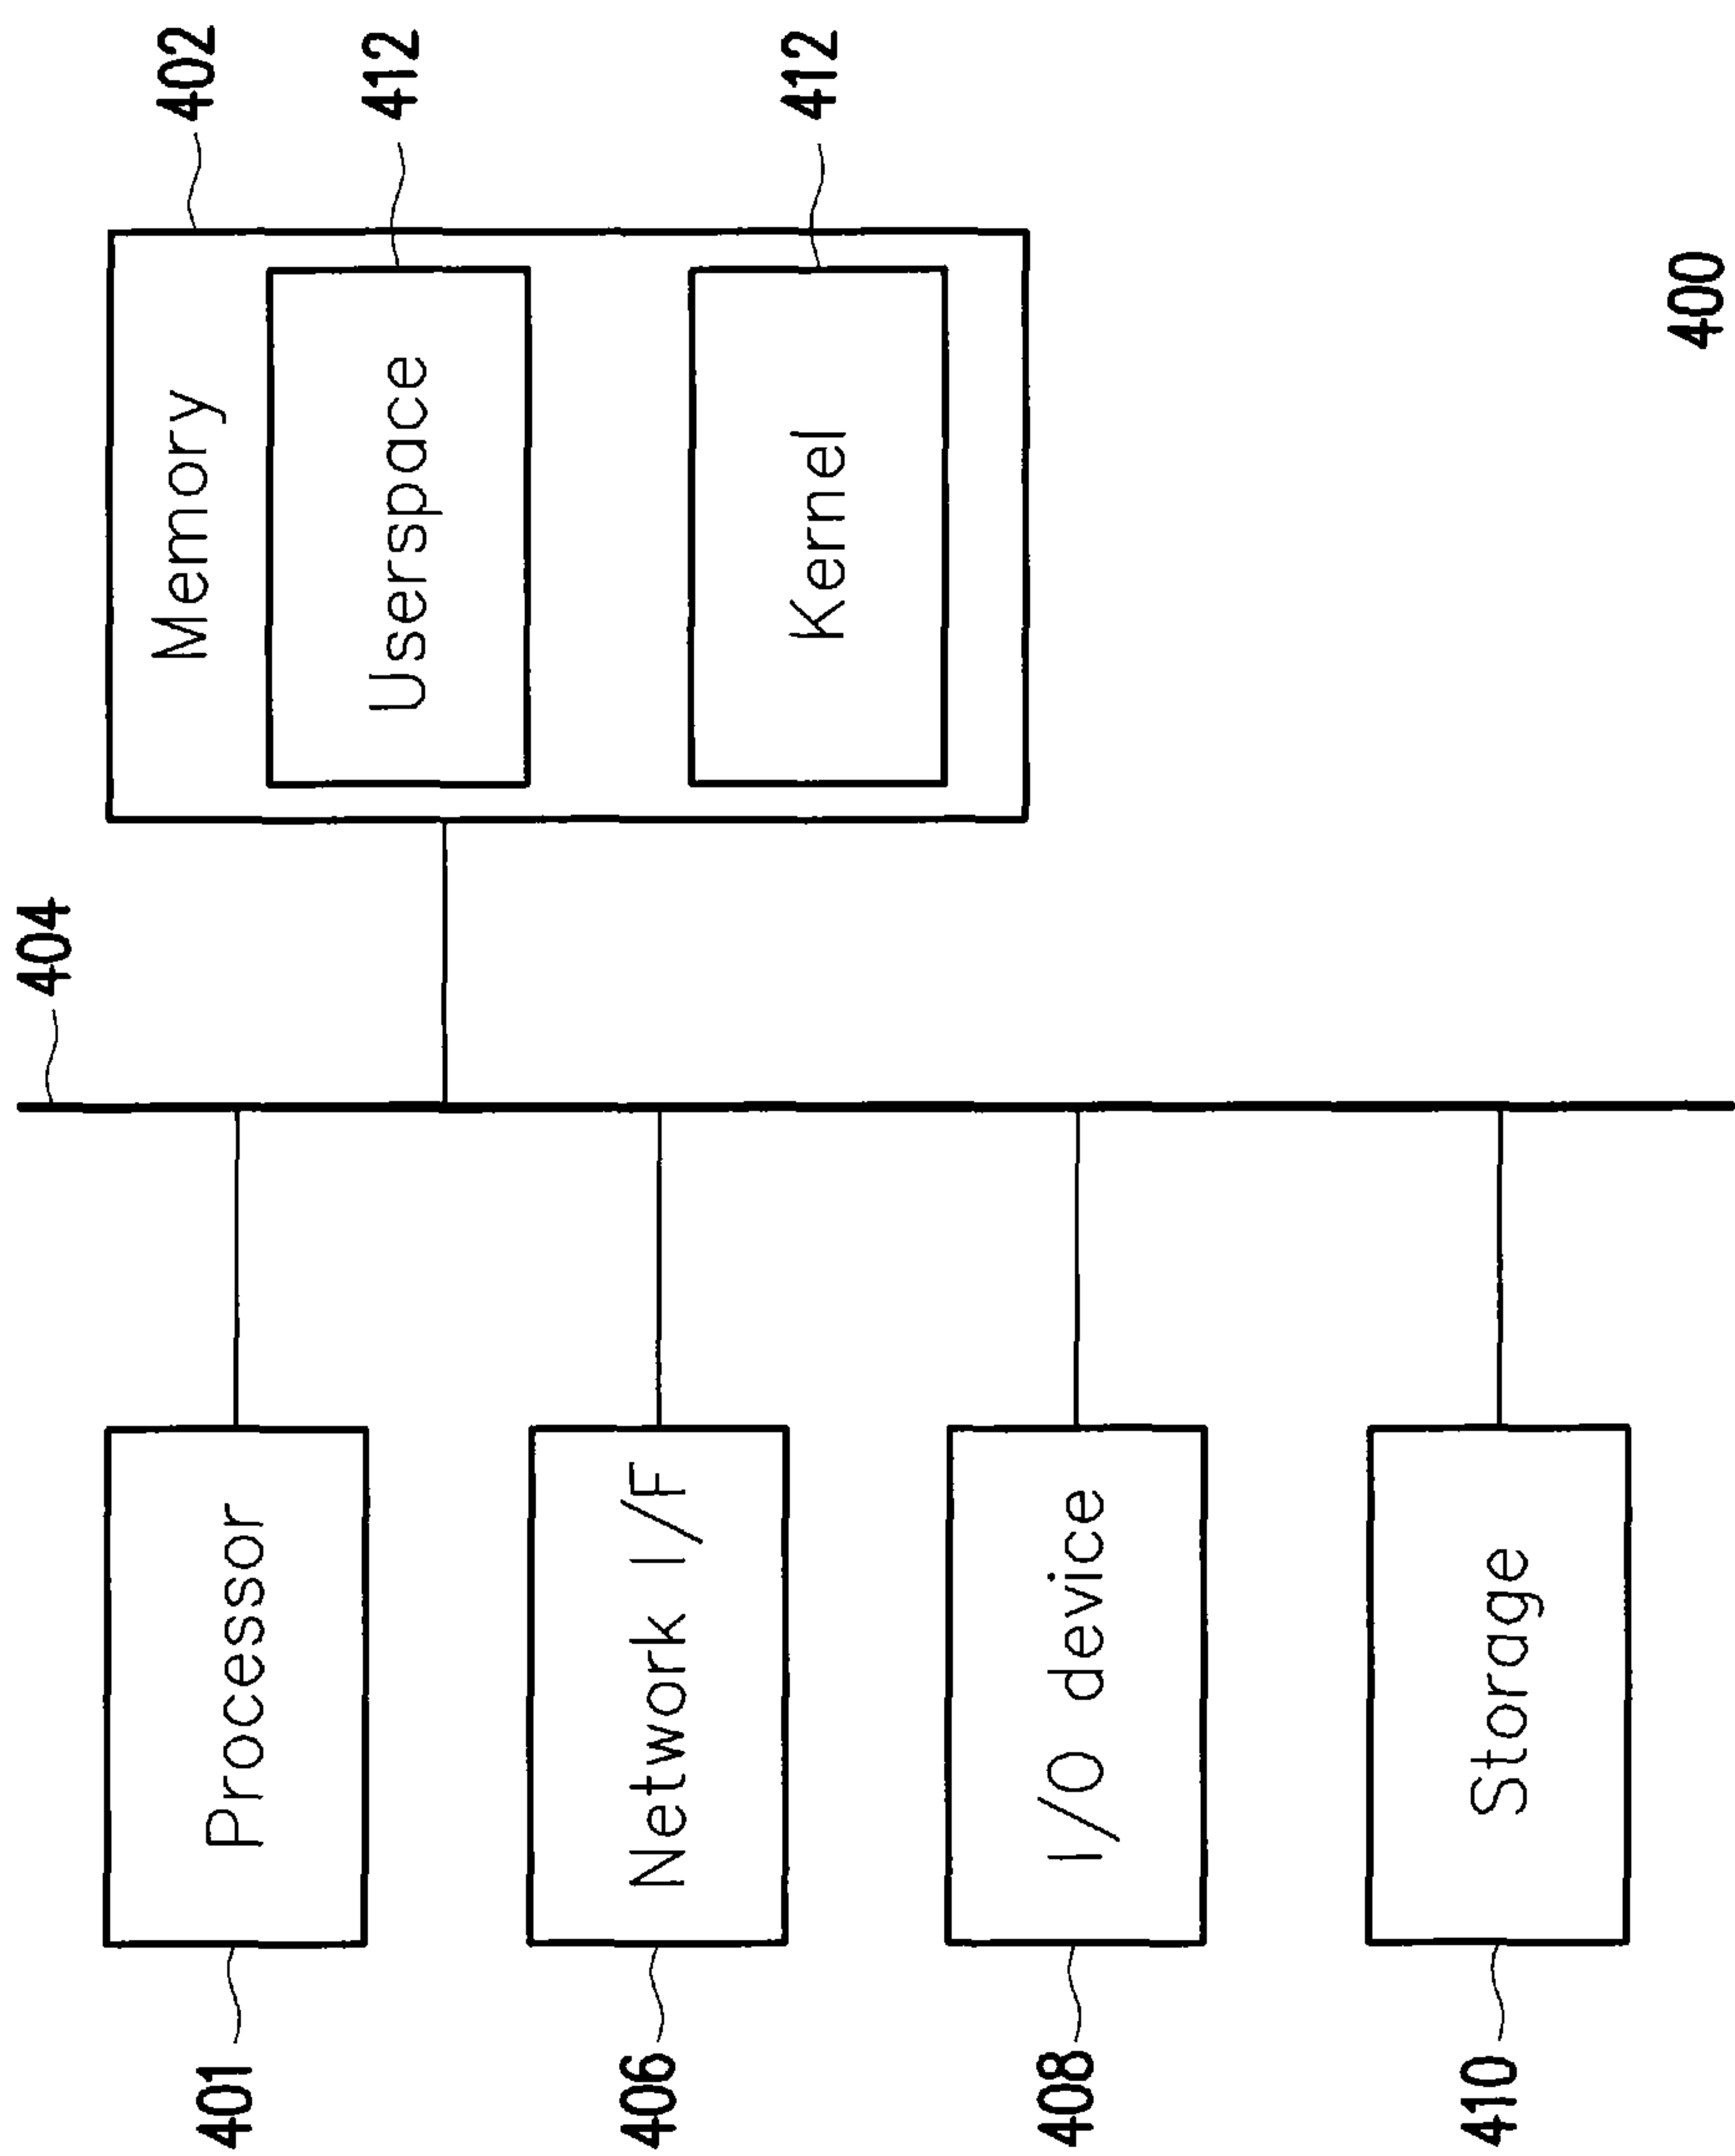 401
Processor
406
Network I/F
408
I/O device
410
Storage
404
Memory
402
Userspace
412
Kernel
412
400